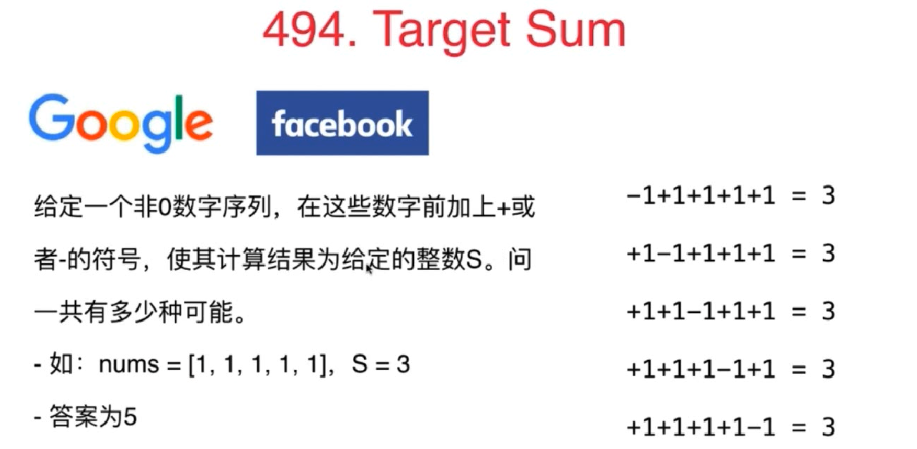 494. Target Sum
Google
facebook
给定一个非0数字序列，在这些数字前加上+或
者-的符号，使其计算结果为给定的整数S。问
一共有多少种可能。
- 如：nums = [1, 1, 1, 1, 1]，S = 3
- 答案为5
-1+1+1+1+1 = 3
+1-1+1+1+1 = 3
+1+1-1+1+1 = 3
+1+1+1-1+1 = 3
+1+1+1+1-1 = 3